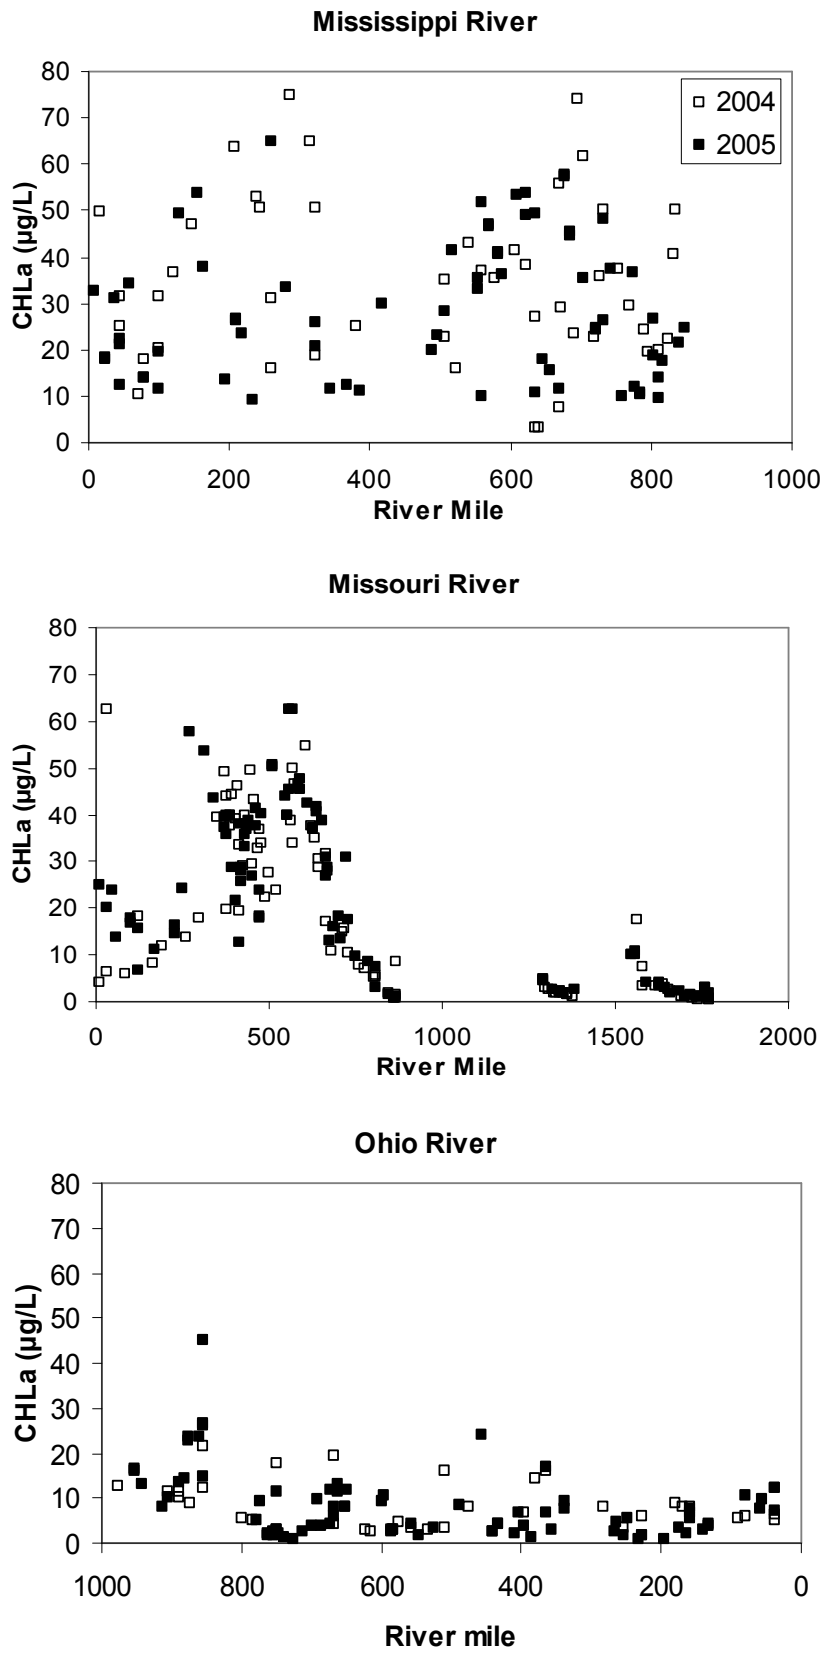 Mississippi River
80
70
60
50
40
30
20
10
0
CHLa (µg/L)
2004
2005
0 200 400 600 800 1000
River Mile
Missouri River
80
70
60
50
40
30
20
10
0
CHLa (µg/L)
0 500 1000 1500 2000
River Mile
Ohio River
80
70
60
50
40
30
20
10
0
CHLa (µg/L)
1000 800 600 400 200 0
River mile